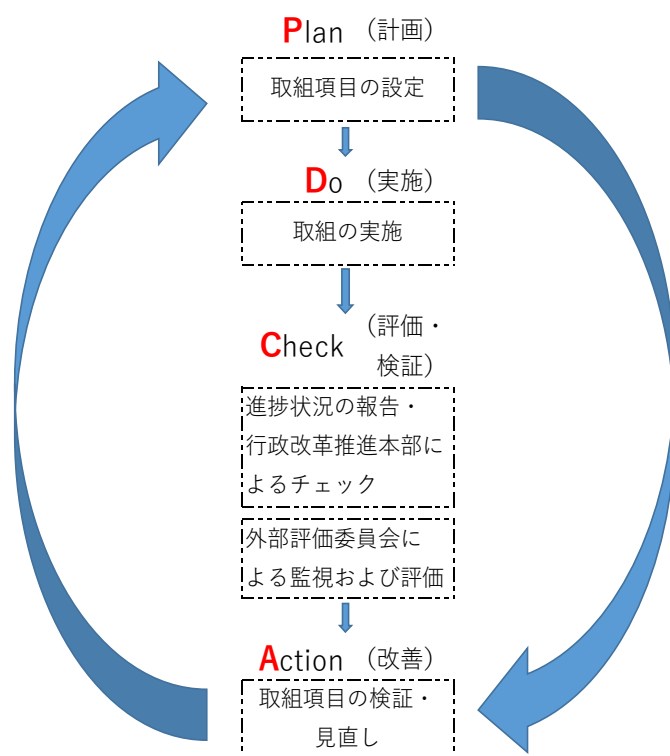 Plan （計画）
取組項目の設定
Do （実施）
取組の実施
Check （評価・
検証）
進捗状況の報告・
行政改革推進本部に
よるチェック
外部評価委員会に
よる監視および評価
Action （改善）
取組項目の検証・
見直し